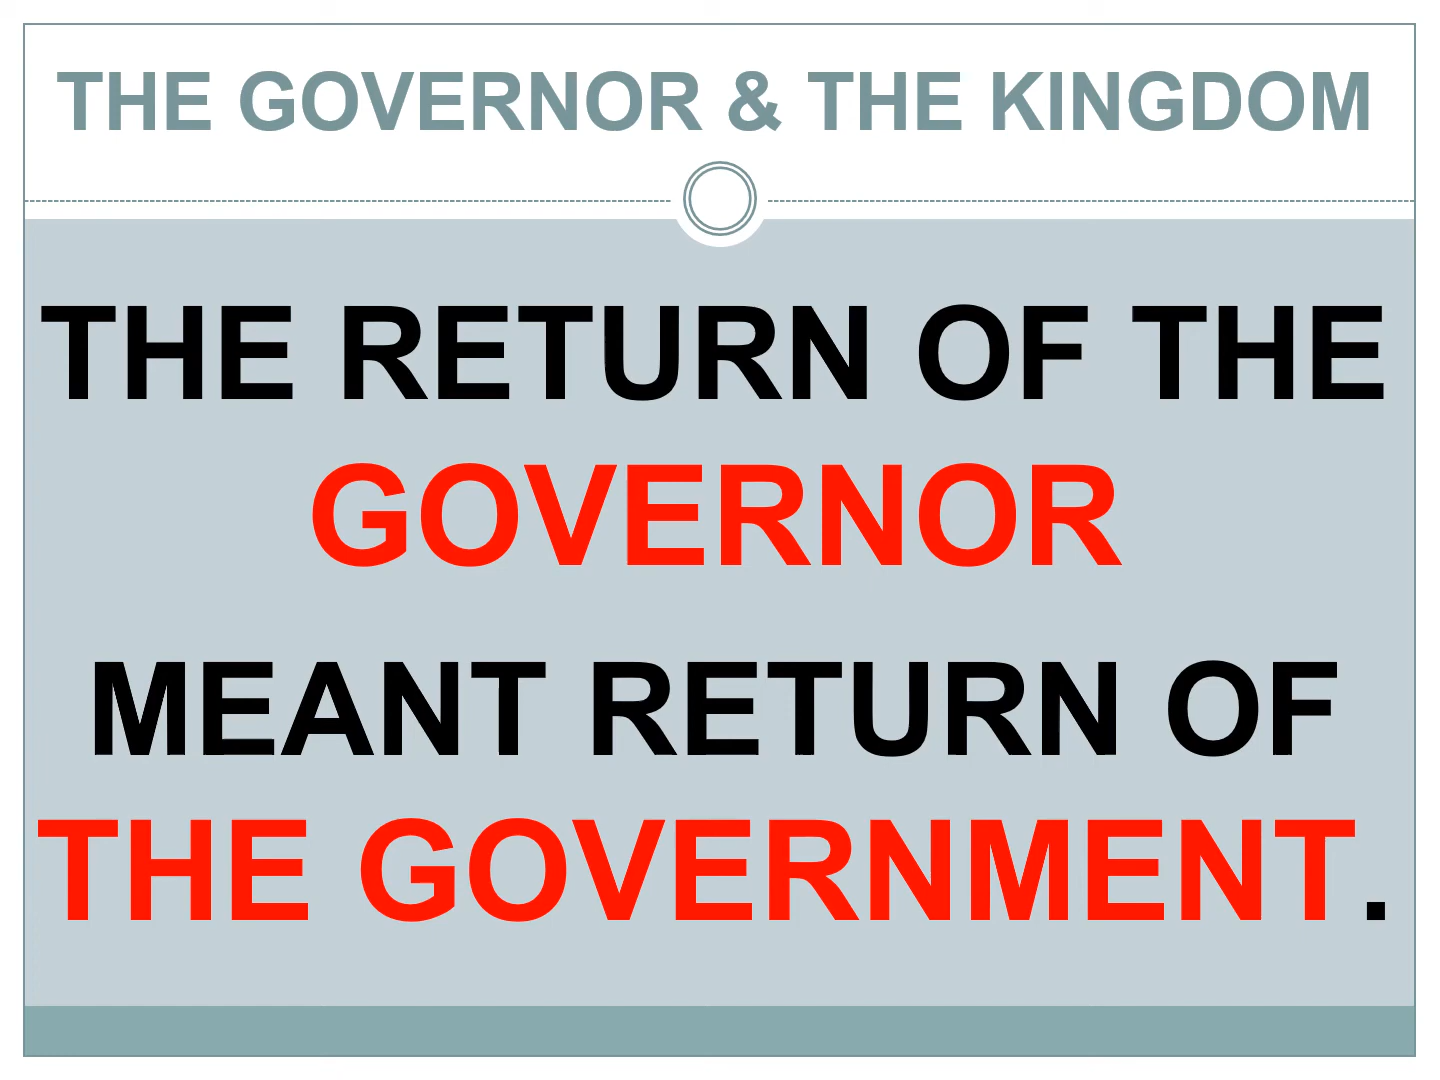 THE GOVERNOR & THE KINGDOM
THE RETURN OF THE
GOVERNOR
MEANT RETURN OF
THE GOVERNMENT.